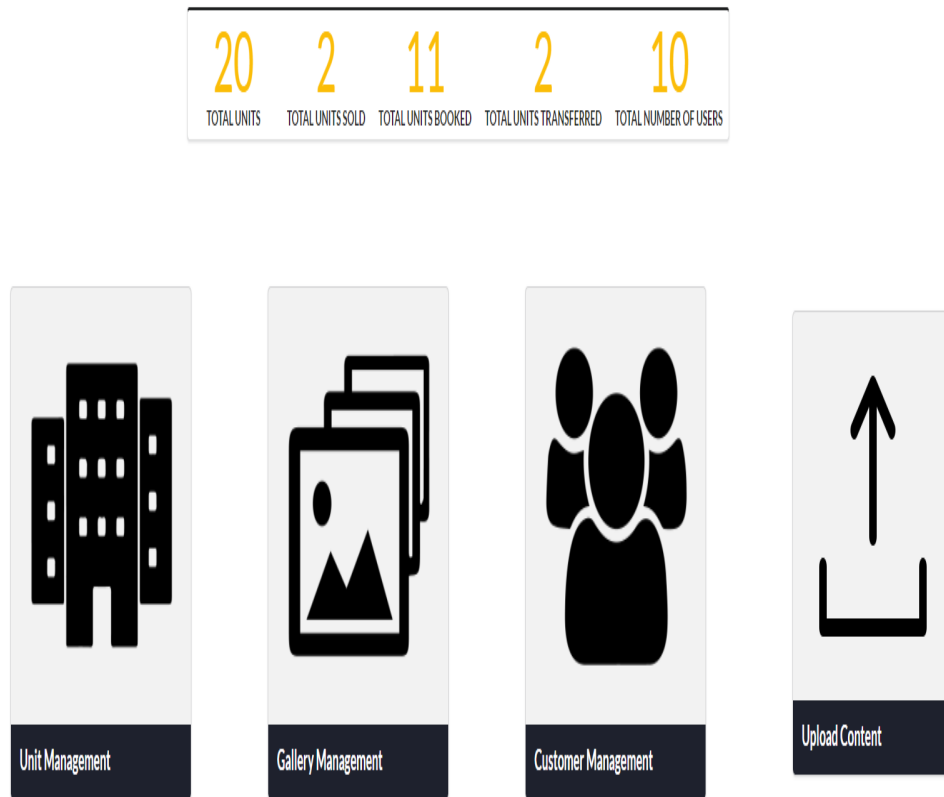 20 2 11 2 10
TOTAL UNITS TOTAL UNITS SOLD TOTAL UNITS BOOKED TOTAL UNITS TRANSFERRED TOTAL NUMBER OF USERS
Unit Management Gallery Management Customer Management Upload Content